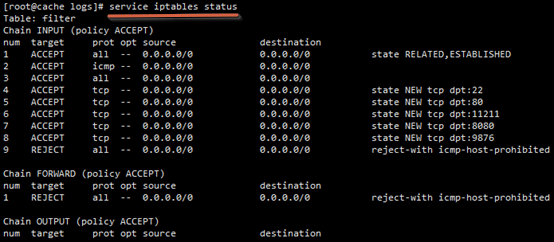 [root@cache logs]# service iptables status
Table: filter
Chain INPUT (policy ACCEPT)
num  target     prot opt source               destination
1    ACCEPT     all  --  0.0.0.0/0            0.0.0.0/0           state RELATED,ESTABLISHED
2    ACCEPT     icmp --  0.0.0.0/0            0.0.0.0/0
3    ACCEPT     all  --  0.0.0.0/0            0.0.0.0/0
4    ACCEPT     tcp  --  0.0.0.0/0            0.0.0.0/0           state NEW tcp dpt:22
5    ACCEPT     tcp  --  0.0.0.0/0            0.0.0.0/0           state NEW tcp dpt:80
6    ACCEPT     tcp  --  0.0.0.0/0            0.0.0.0/0           state NEW tcp dpt:11211
7    ACCEPT     tcp  --  0.0.0.0/0            0.0.0.0/0           state NEW tcp dpt:8080
8    ACCEPT     tcp  --  0.0.0.0/0            0.0.0.0/0           state NEW tcp dpt:9876
9    REJECT     all  --  0.0.0.0/0            0.0.0.0/0           reject-with icmp-host-prohibited
Chain FORWARD (policy ACCEPT)
num  target     prot opt source               destination
1    REJECT     all  --  0.0.0.0/0            0.0.0.0/0           reject-with icmp-host-prohibited
Chain OUTPUT (policy ACCEPT)
num  target     prot opt source               destination